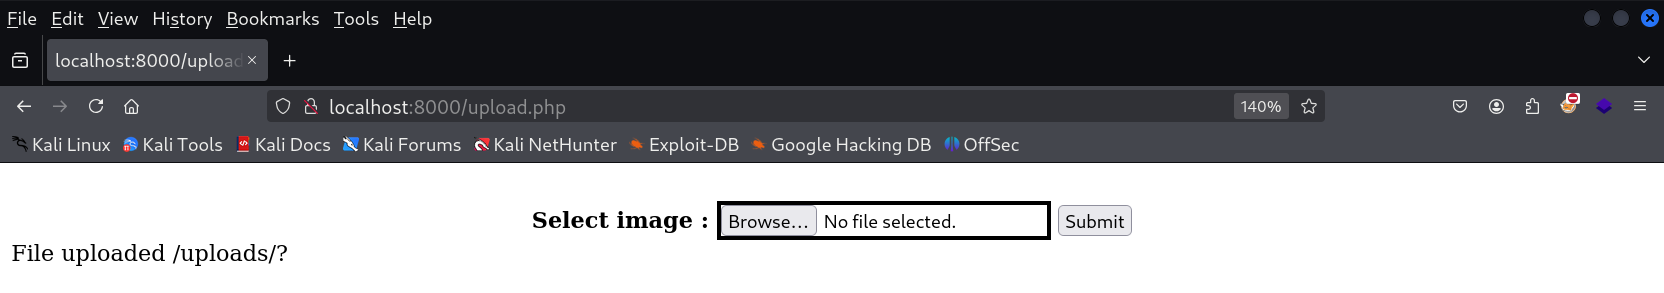 File Edit View History Bookmarks Tools Help
localhost:8000/upload
localhost:8000/upload.php 140%
Kali Linux Kali Tools Kali Docs Kali Forums Kali NetHunter Exploit-DB Google Hacking DB OffSec
Select image : Browse... No file selected. Submit
File uploaded /uploads/?